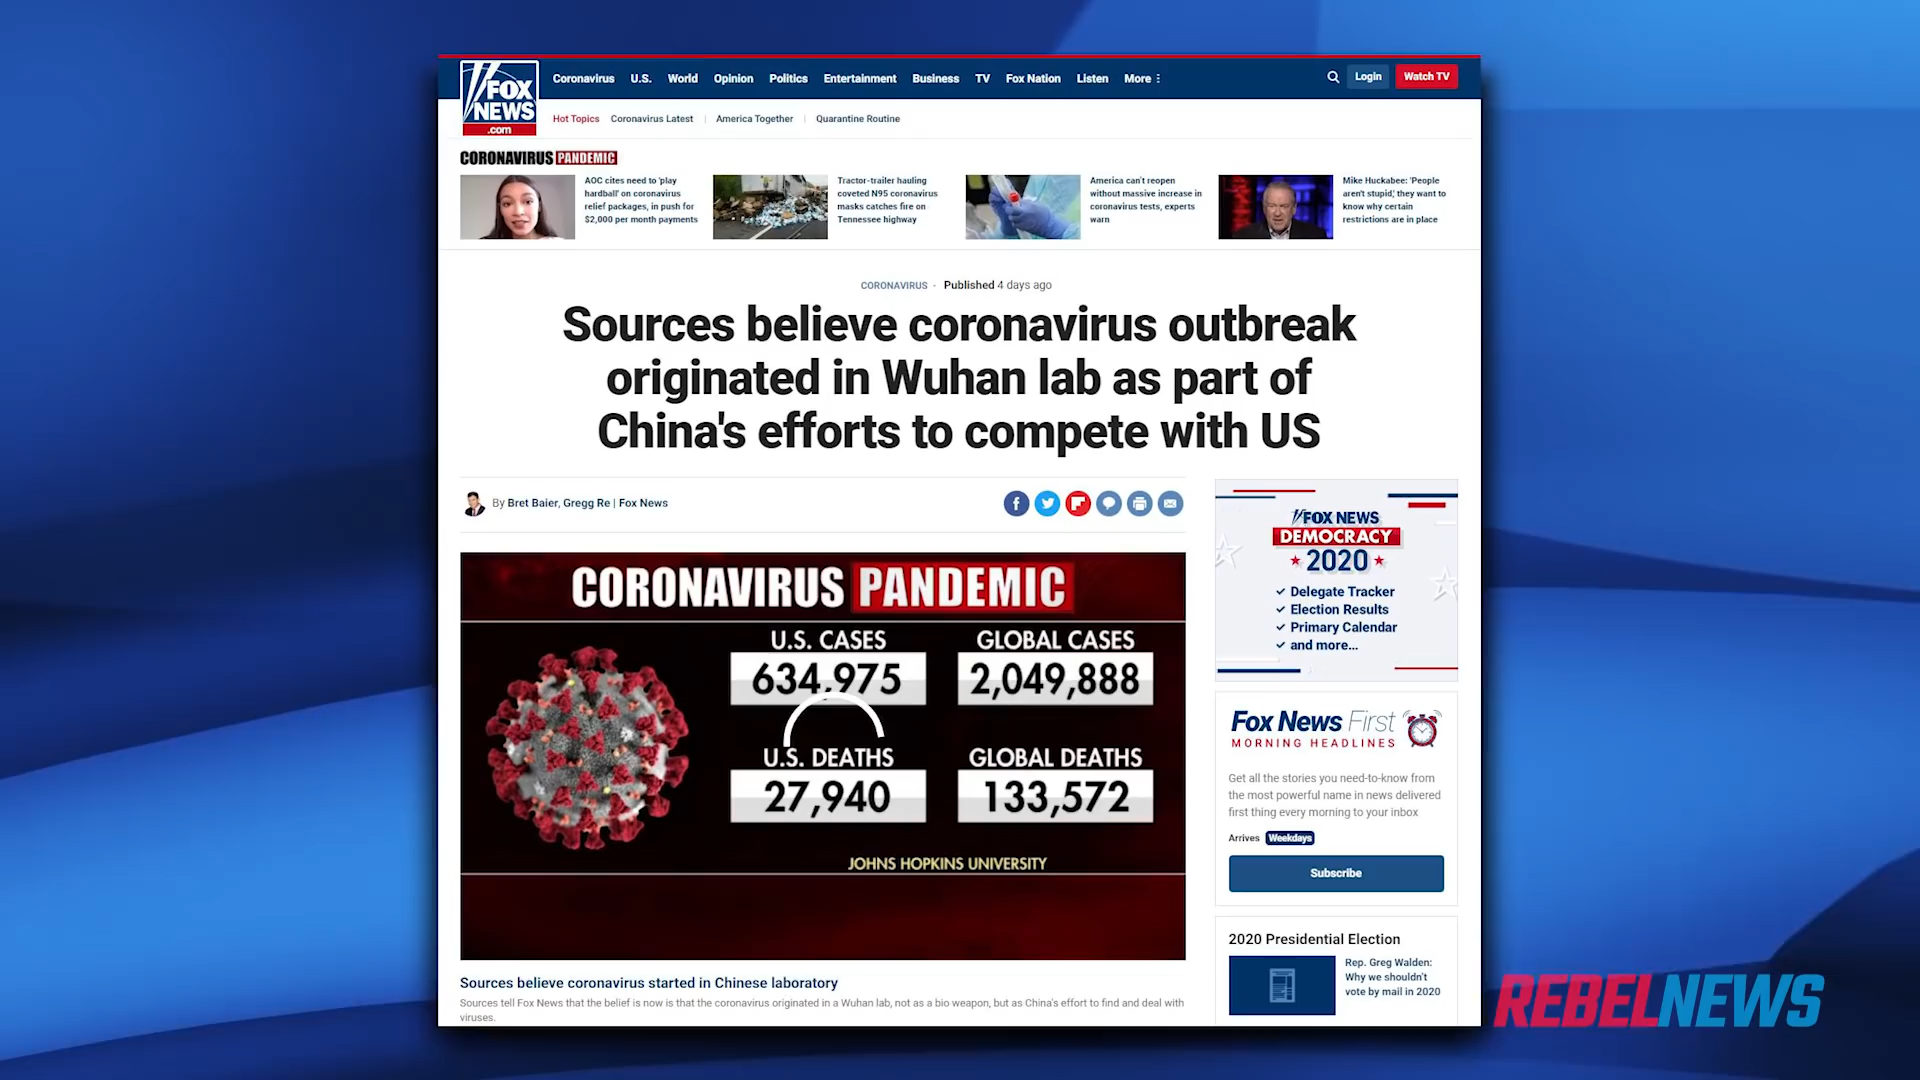 FOX
NEWS
.com
Coronavirus U.S. World Opinion Politics Entertainment Business TV Fox Nation Listen More
Login
Watch TV
Hot Topics Coronavirus Latest America Together Quarantine Routine
CORONAVIRUS PANDEMIC
AOC cites need to 'play
hardball' on coronavirus
relief packages, in push for
$2,000 per month payments
Tractor-trailer hauling
coveted N95 coronavirus
masks catches fire on
Tennessee highway
America can't reopen
without massive increase in
coronavirus tests, experts
warn
Mike Huckabee: 'People
aren't stupid,' they want to
know why certain
restrictions are in place
CORONAVIRUS · Published 4 days ago
Sources believe coronavirus outbreak
originated in Wuhan lab as part of
China's efforts to compete with US
By Bret Baier, Gregg Re | Fox News
CORONAVIRUS PANDEMIC
U.S. CASES
634,975
GLOBAL CASES
2,049,888
U.S. DEATHS
27,940
GLOBAL DEATHS
133,572
JOHNS HOPKINS UNIVERSITY
Sources believe coronavirus started in Chinese laboratory
Sources tell Fox News that the belief is now is that the coronavirus originated in a Wuhan lab, not as a bio weapon, but as China's effort to find and deal with
viruses.
FOX NEWS
DEMOCRACY
2020
Delegate Tracker
Election Results
Primary Calendar
and more...
Fox News First
MORNING HEADLINES
Get all the stories you need-to-know from
the most powerful name in news delivered
first thing every morning to your inbox
Arrives Weekdays
Subscribe
2020 Presidential Election
Rep. Greg Walden:
Why we shouldn't
vote by mail in 2020
REBELNEWS